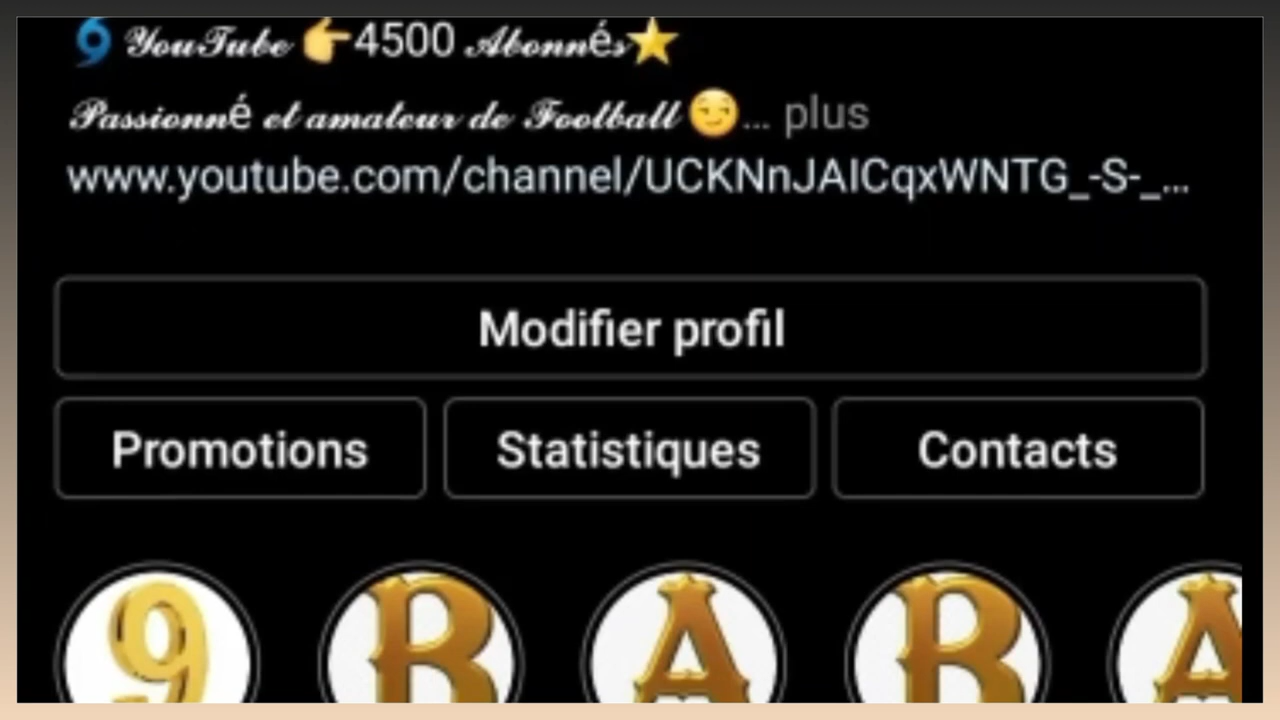 🌀 YouTube 👉4500 Abonnés⭐
Passionné et amateur de Football 😏... plus
www.youtube.com/channel/UCKNnJAICqxWNTG_-S-_...
Modifier profil
Promotions Statistiques Contacts
9 B A B A